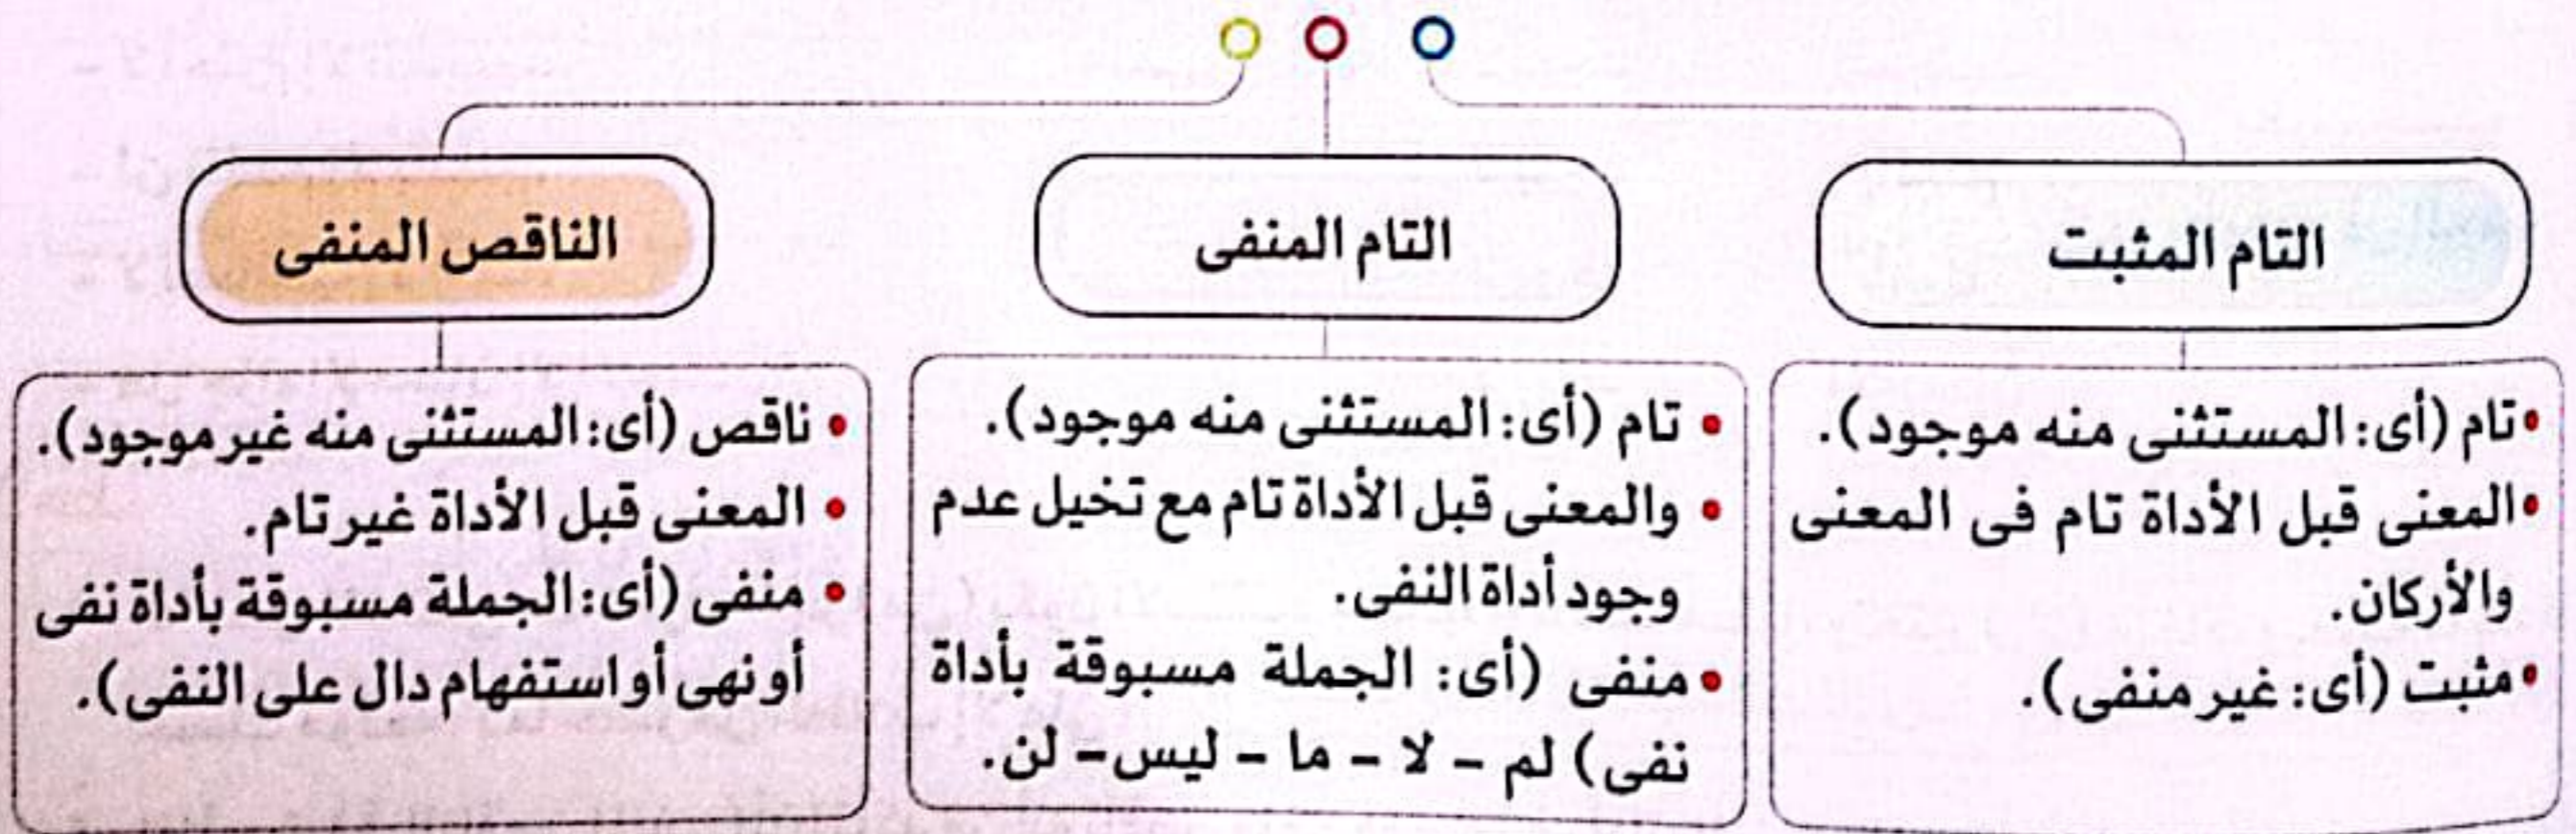 التام المثبت
•تام (أى: المستثنى منه موجود).
•المعنى قبل الأداة تام فى المعنى
والأركان.
•مثبت (أى: غير منفى).
التام المنفى
• تام (أى: المستثنى منه موجود).
• والمعنى قبل الأداة تام مع تخيل عدم
وجود أداة النفى.
• منفى (أى: الجملة مسبوقة بأداة
نفى) لم – لا – ما – ليس – لن.
الناقص المنفى
• ناقص (أى: المستثنى منه غير موجود).
• المعنى قبل الأداة غير تام.
• منفى (أى: الجملة مسبوقة بأداة نفى
أو نهى أو استفهام دال على النفى).